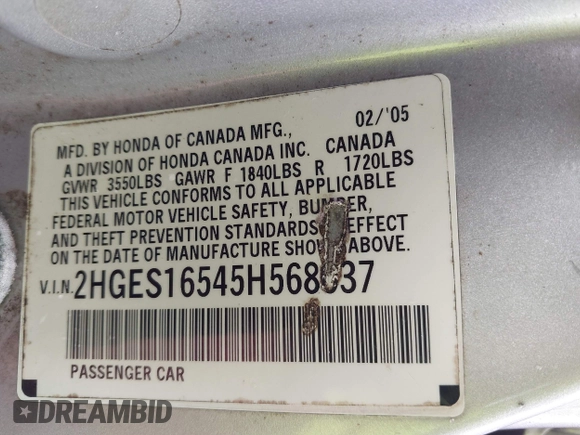 02/'05
MFD. BY HONDA OF CANADA MFG.,
A DIVISION OF HONDA CANADA INC. CANADA
GVWR 3550LBS GAWR F 1840LBS R 1720LBS
THIS VEHICLE CONFORMS TO ALL APPLICABLE
FEDERAL MOTOR VEHICLE SAFETY,
AND THEFT PREVENTION STANDARDS
ON THE DATE OF MANUFACTURE ABOVE.
V.I.N.
PASSENGER CAR
DREAMBID